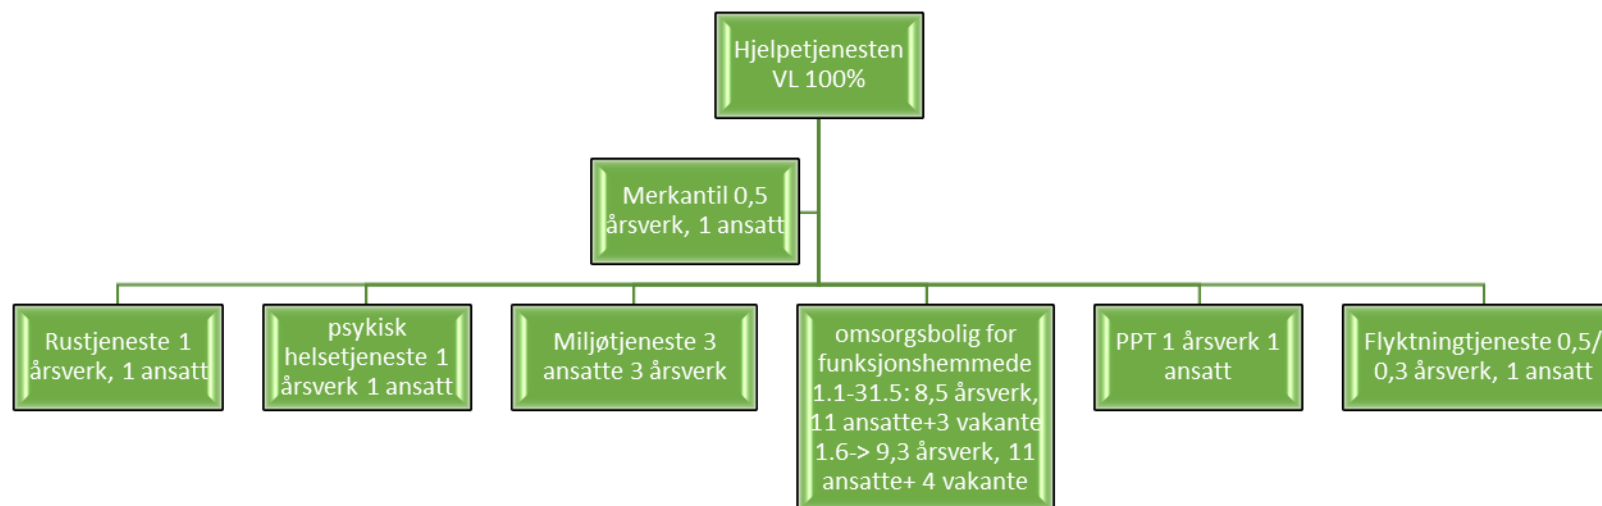 Hjelpetjenesten
VL 100%
Merkantil 0,5
årsverk, 1 ansatt
Rustjeneste 1
årsverk, 1 ansatt
psykisk
helsetjeneste 1
årsverk 1 ansatt
Miljøtjeneste 3
ansatte 3 årsverk
omsorgsbolig for
funksjonshemmede
1.1-31.5: 8,5 årsverk,
11 ansatte+3 vakante
1.6-> 9,3 årsverk, 11
ansatte+ 4 vakante
PPT 1 årsverk 1
ansatt
Flyktningtjeneste 0,5/
0,3 årsverk, 1 ansatt